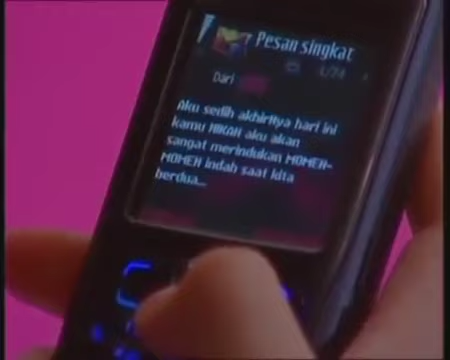 Pesan singkat
1/24
Dari
Aku sedih akhirNya hari ini
kamu NIKAH aku akan
sangat merindukan MOMEN-
MOMEN indah saat kita
berdua...